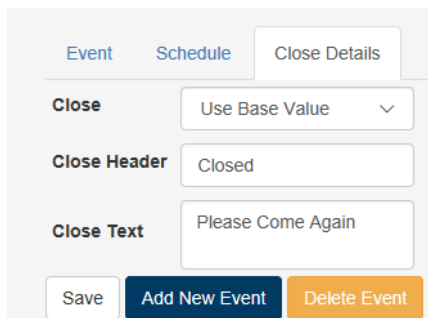 Event Schedule Close Details
Close Use Base Value
Close Header Closed
Close Text Please Come Again
Save Add New Event Delete Event